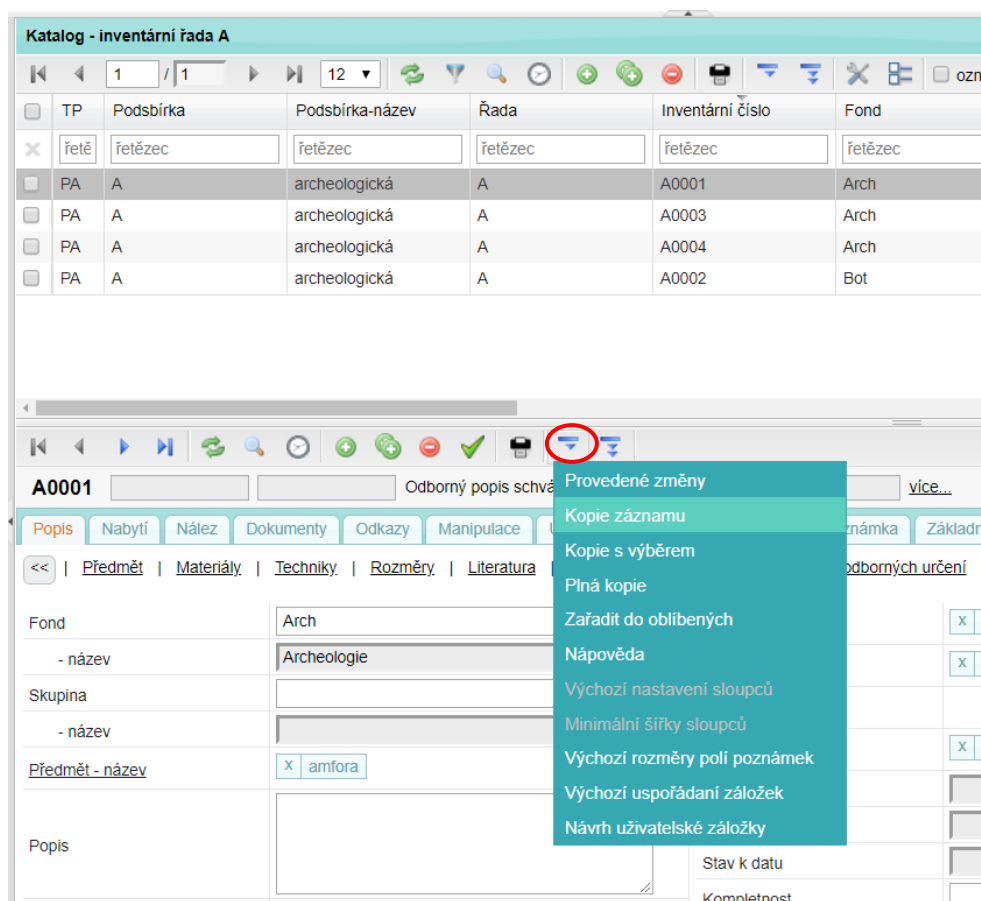 Katalog - inventární řada A
1 / 1 12 ozn
TP Podsbírka Podsbírka-název Řada Inventární číslo Fond
řetě řetězec řetězec řetězec řetězec řetězec
PA A archeologická A A0001 Arch
PA A archeologická A A0003 Arch
PA A archeologická A A0004 Arch
PA A archeologická A A0002 Bot
A0001 Odborný popis schvá více...
Popis Nabytí Nález Dokumenty Odkazy Manipulace známka Základn
<< | Předmět | Materiály | Techniky | Rozměry | Literatura odborných určení
Provedené změny
Kopie záznamu
Kopie s výběrem
Plná kopie
Zařadit do oblíbených
Nápověda
Výchozí nastavení sloupců
Minimální šířky sloupců
Výchozí rozměry polí poznámek
Výchozí uspořádaní záložek
Návrh uživatelské záložky
Fond Arch x
- název Archeologie x
Skupina
- název x
Předmět - název x amfora
Popis
Stav k datu
Kompletnost